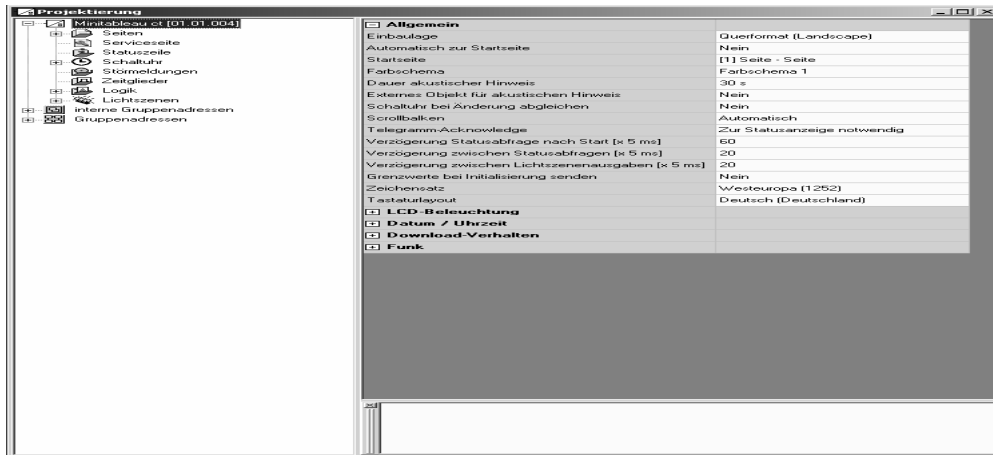 Projektierung
Minitableau ct [01.01.004]
Seiten
Serviceseite
Statuszeile
Schaltuhr
Störmeldungen
Zeitglieder
Logik
Lichtszenen
interne Gruppenadressen
Gruppenadressen
Allgemein
Einbaulage Querformat (Landscape)
Automatisch zur Startseite Nein
Startseite [1] Seite - Seite
Farbschema Farbschema 1
Dauer akustischer Hinweis 30 s
Externes Objekt für akustischen Hinweis Nein
Schaltuhr bei Änderung abgleichen Nein
Scrollbalken Automatisch
Telegramm-Acknowledge Zur Statusanzeige notwendig
Verzögerung Statusabfrage nach Start [x 5 ms] 60
Verzögerung zwischen Statusabfragen [x 5 ms] 20
Verzögerung zwischen Lichtszenenausgaben [x 5 ms] 20
Grenzwerte bei Initialisierung senden Nein
Zeichensatz Westeuropa (1252)
Tastaturlayout Deutsch (Deutschland)
LCD-Beleuchtung
Datum / Uhrzeit
Download-Verhalten
Funk